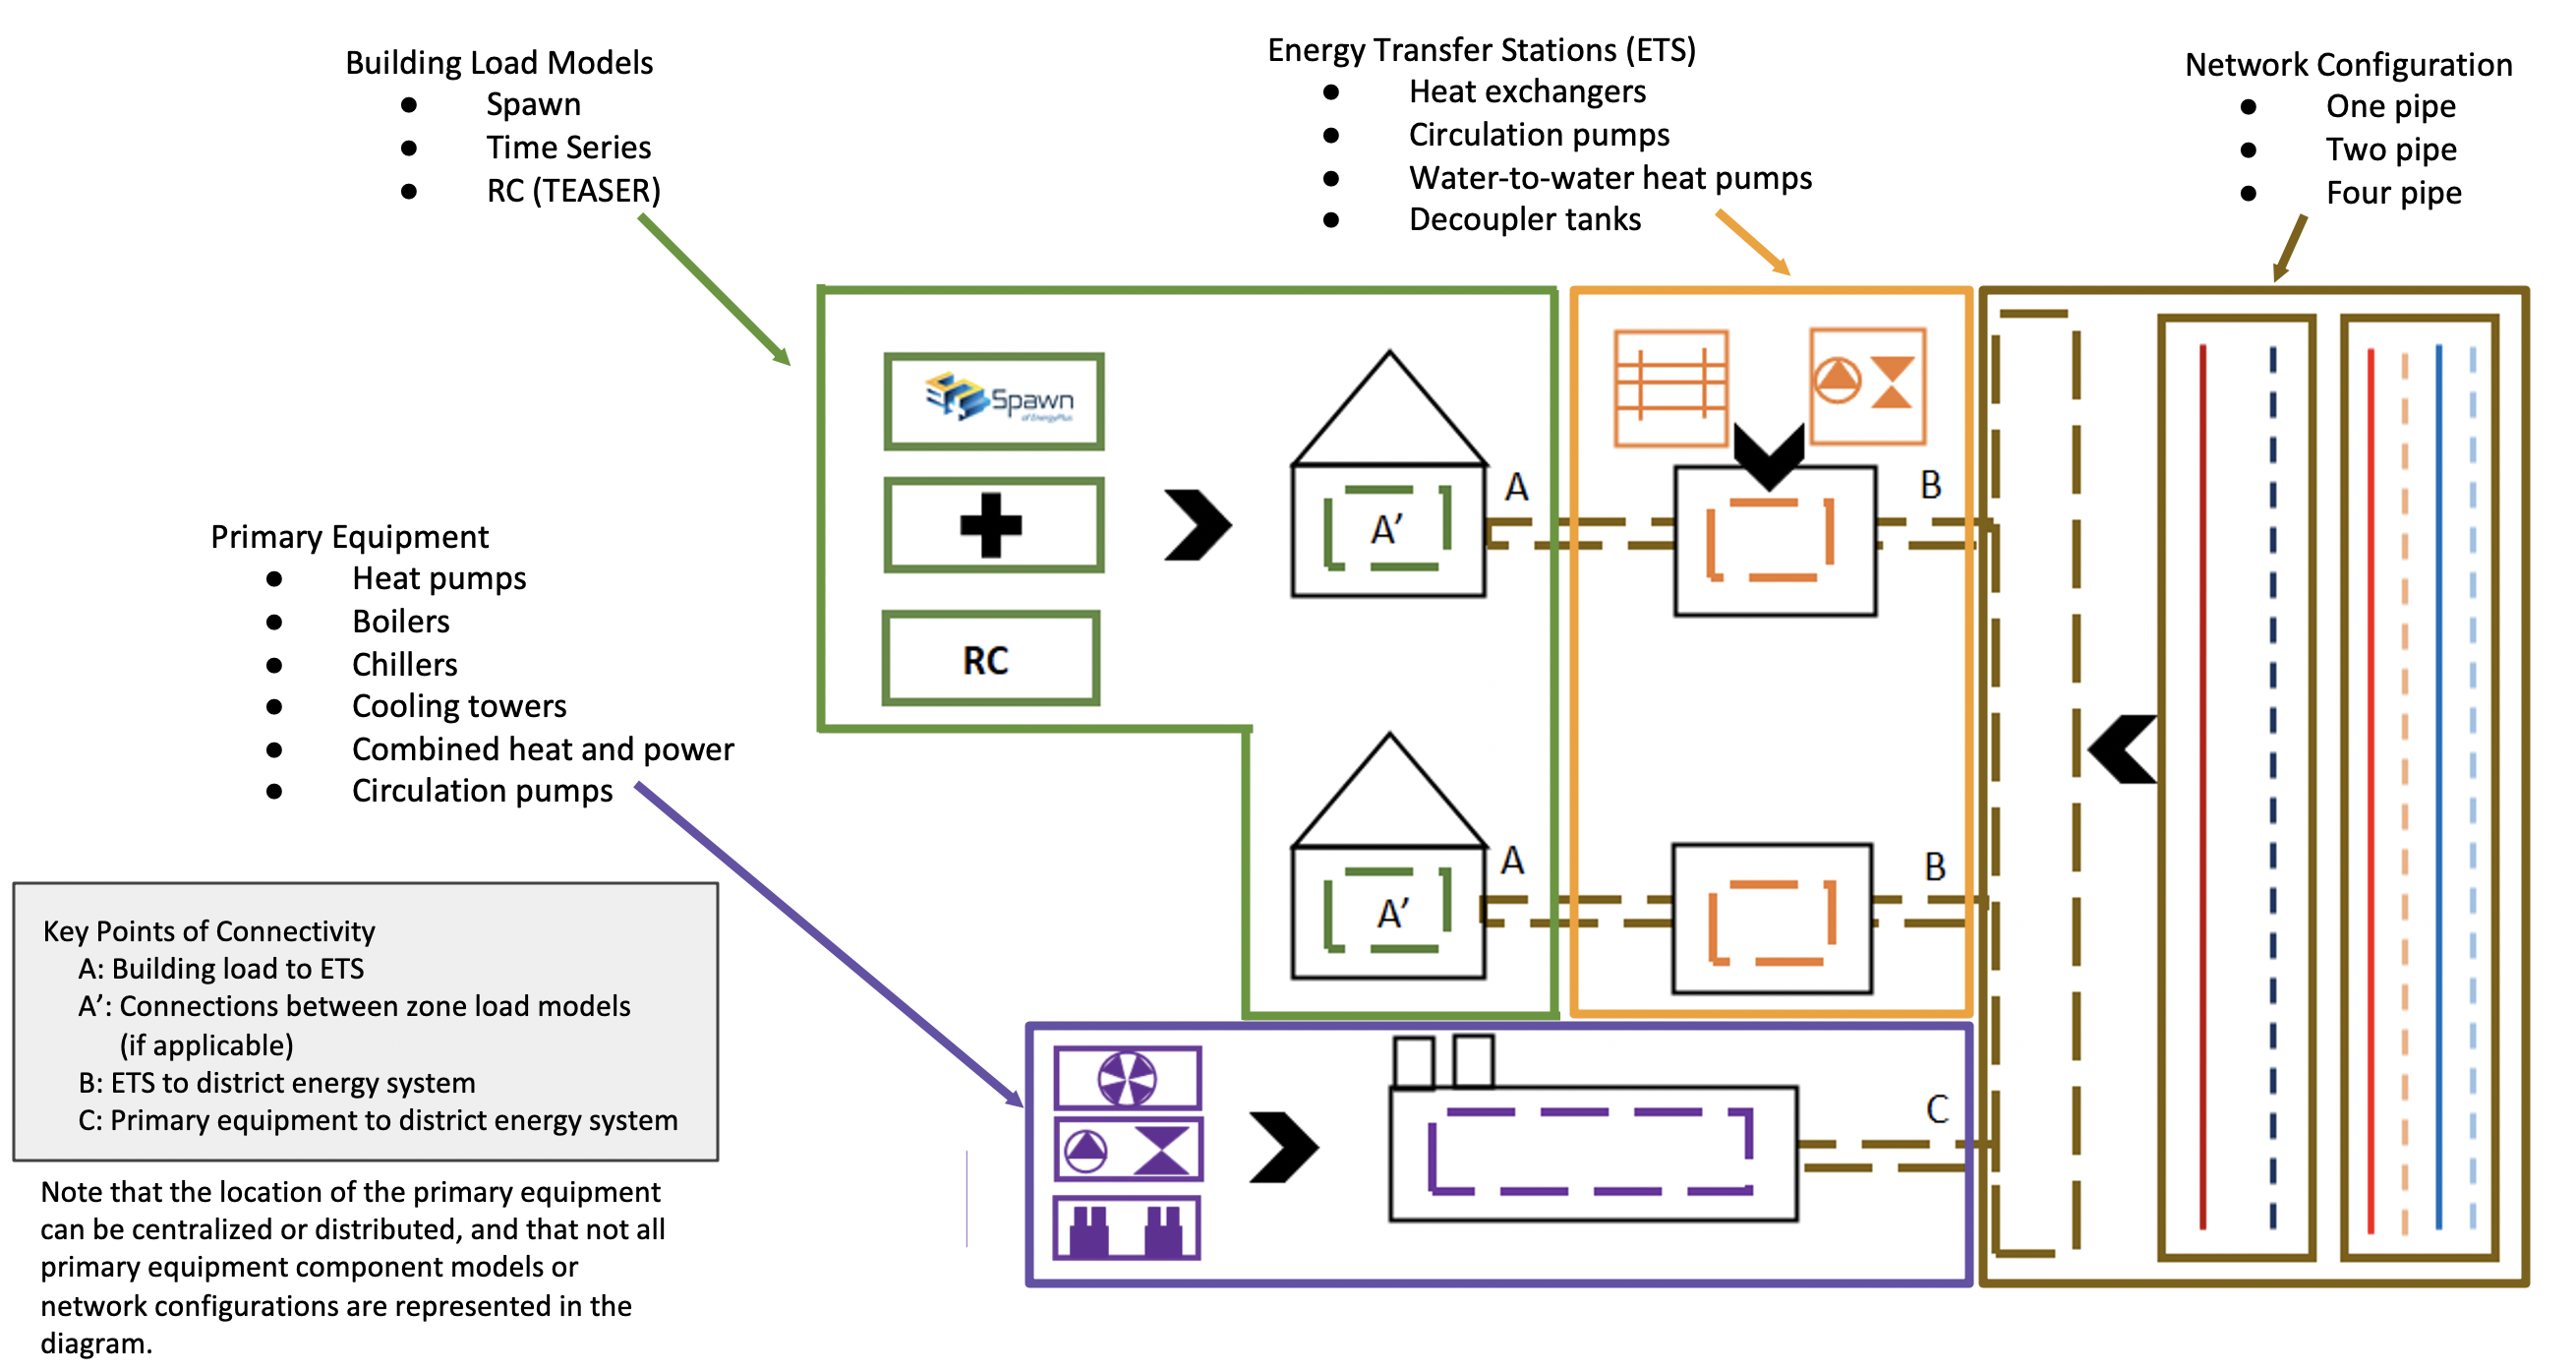 Building Load Models
● Spawn
● Time Series
● RC (TEASER)
Energy Transfer Stations (ETS)
● Heat exchangers
● Circulation pumps
● Water-to-water heat pumps
● Decoupler tanks
Network Configuration
● One pipe
● Two pipe
● Four pipe
Spawn
of EnergyPlus
RC
A’
A
B
A’
A
B
C
Primary Equipment
● Heat pumps
● Boilers
● Chillers
● Cooling towers
● Combined heat and power
● Circulation pumps
Key Points of Connectivity
A: Building load to ETS
A’: Connections between zone load models
(if applicable)
B: ETS to district energy system
C: Primary equipment to district energy system
Note that the location of the primary equipment
can be centralized or distributed, and that not all
primary equipment component models or
network configurations are represented in the
diagram.